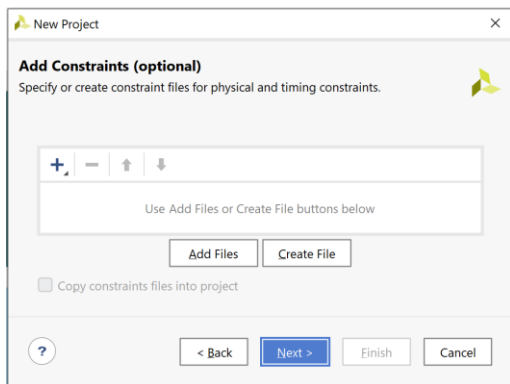 New Project
Add Constraints (optional)
Specify or create constraint files for physical and timing constraints.
Use Add Files or Create File buttons below
Add Files
Create File
Copy constraints files into project
?
< Back
Next >
Finish
Cancel